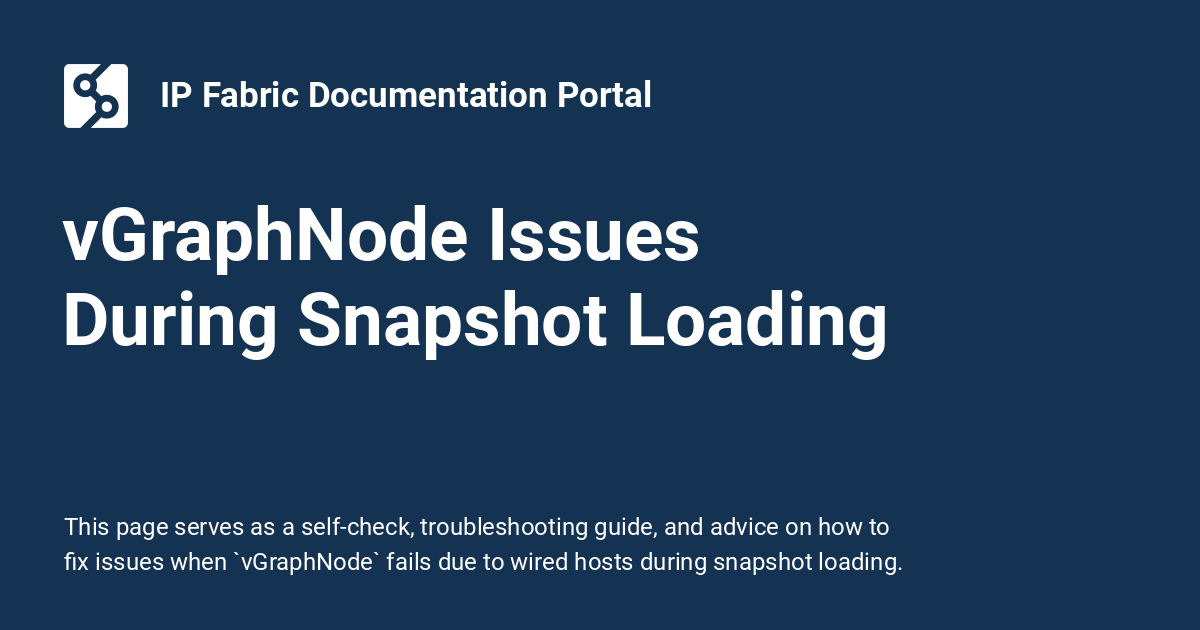 IP Fabric Documentation Portal
vGraphNode Issues
During Snapshot Loading
This page serves as a self-check, troubleshooting guide, and advice on how to
fix issues when `vGraphNode` fails due to wired hosts during snapshot loading.